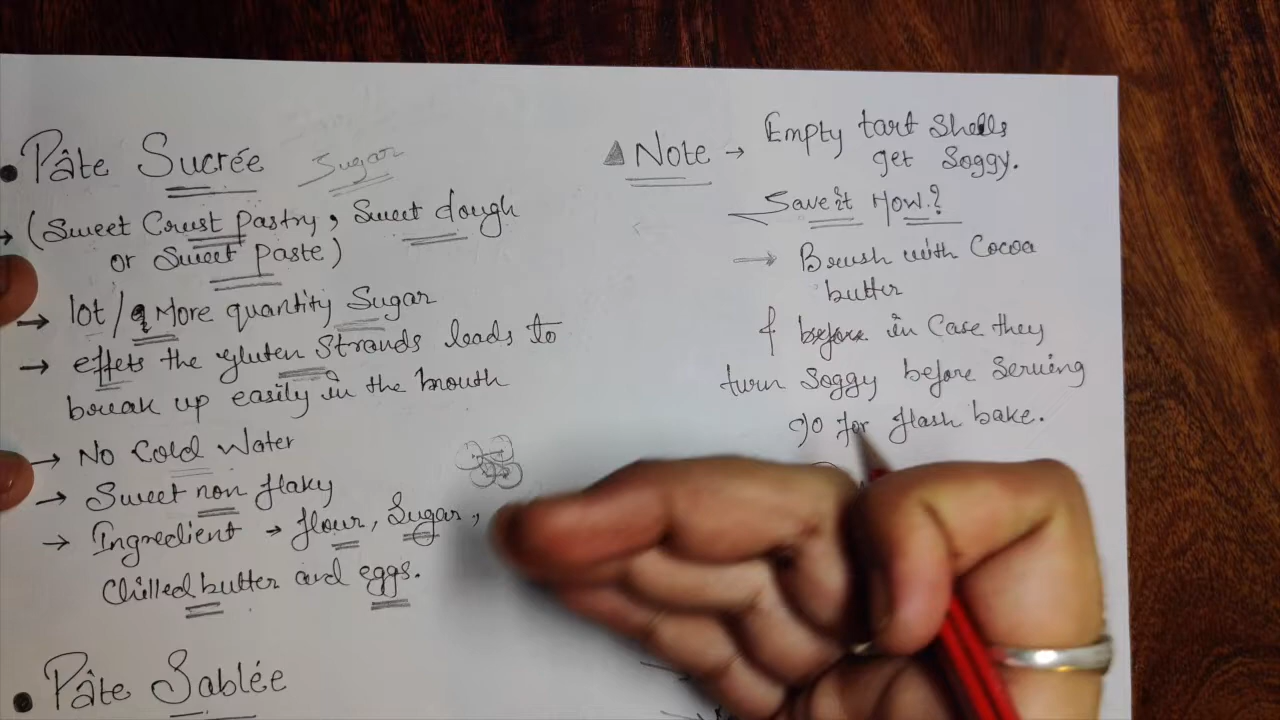 • Pâte Sucrée Sugar
→ (Sweet Crust Pastry, Sweet dough
or Sweet Paste)
→ lot / More quantity Sugar
→ effets the gluten Strands leads to
break up easily in the mouth
→ No Cold Water
→ Sweet non flaky
→ Ingredient → flour, Sugar,
Chilled butter and eggs.
• Pâte Sablée
▲ Note → Empty tart Shells
get Soggy.
Save it How?
→ Brush with Cocoa
butter
before in Case they
turn Soggy before Serving
go for flash bake.